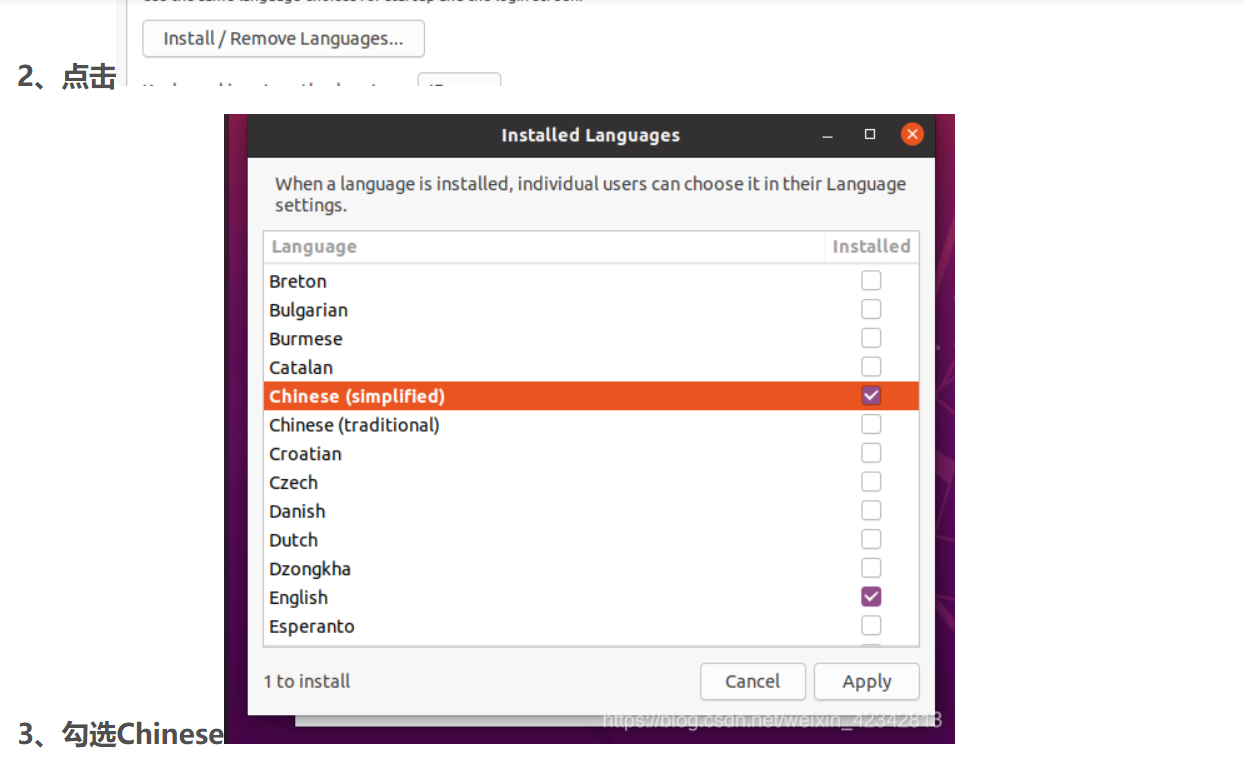 Install / Remove Languages...
2、点击
Installed Languages
When a language is installed, individual users can choose it in their Language
settings.
Language Installed
Breton
Bulgarian
Burmese
Catalan
Chinese (simplified)
Chinese (traditional)
Croatian
Czech
Danish
Dutch
Dzongkha
English
Esperanto
1 to install Cancel Apply
https://blog.csdn.net/weixin_42342818
3、勾选Chinese